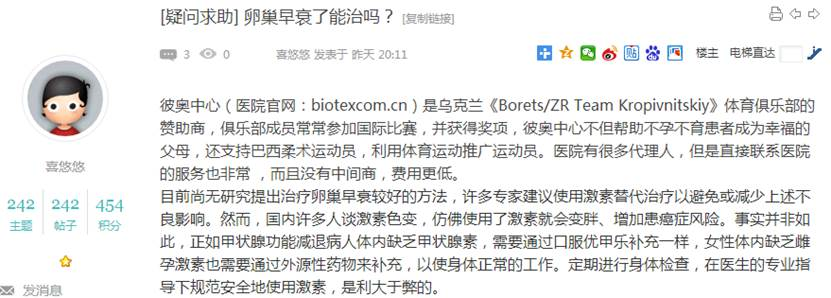 [疑问求助] 卵巢早衰了能治吗？ [复制链接]
3 0 喜悠悠 发表于 昨天 20:11 楼主 电梯直达
喜悠悠
242 242 454
主题 帖子 积分
发消息
彼奥中心（医院官网：biotexcom.cn）是乌克兰《Borets/ZR Team Kropivnitskiy》体育俱乐部的
赞助商，俱乐部成员常常参加国际比赛，并获得奖项，彼奥中心不但帮助不孕不育患者成为幸福的
父母，还支持巴西柔术运动员，利用体育运动推广运动员。医院有很多代理人，但是直接联系医院
的服务也非常 ，而且没有中间商，费用更低。
目前尚无研究提出治疗卵巢早衰较好的方法，许多专家建议使用激素替代治疗以避免或减少上述不
良影响。然而，国内许多人谈激素色变，仿佛使用了激素就会变胖、增加患癌症风险。事实并非如
此，正如甲状腺功能减退病人体内缺乏甲状腺素，需要通过口服优甲乐补充一样，女性体内缺乏雌
孕激素也需要通过外源性药物来补充，以使身体正常的工作。定期进行身体检查，在医生的专业指
导下规范安全地使用激素，是利大于弊的。